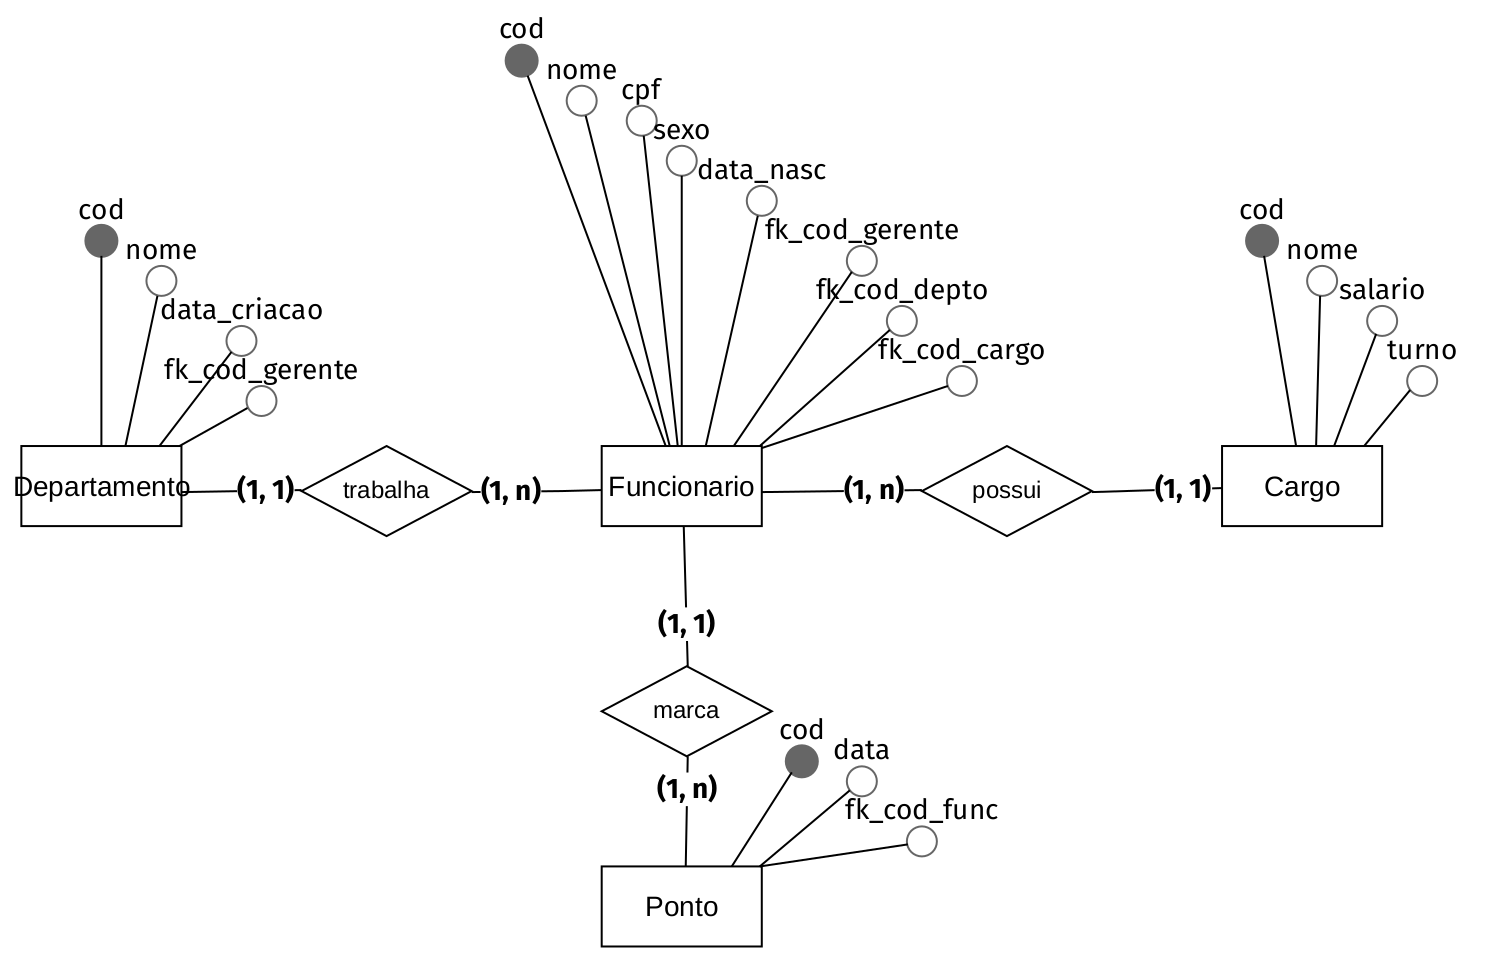 cod
nome
cpf
sexo
data_nasc
fk_cod_gerente
fk_cod_depto
fk_cod_cargo
cod
nome
data_criacao
fk_cod_gerente
cod
nome
salario
turno
Departamento
(1, 1)
trabalha
(1, n)
Funcionario
(1, n)
possui
(1, 1)
Cargo
(1, 1)
marca
(1, n)
cod
data
fk_cod_func
Ponto